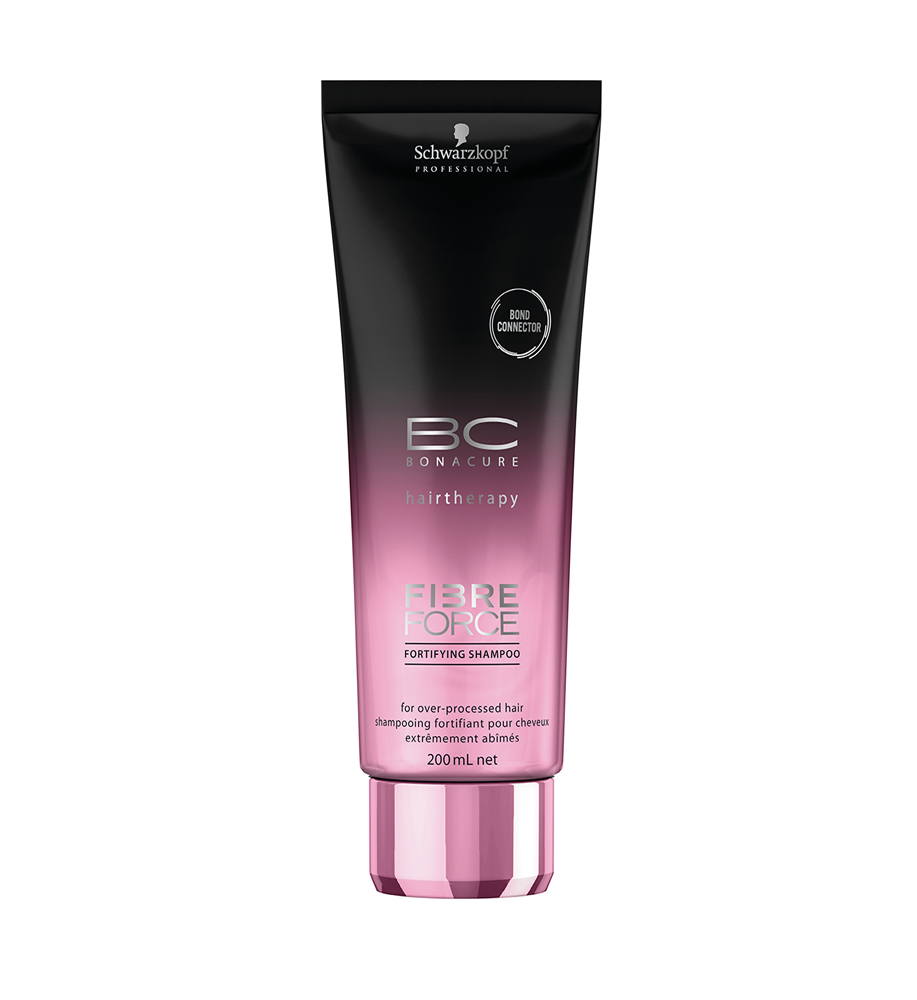 Schwarzkopf
PROFESSIONAL
BOND
CONNECTOR
BC
BONACURE
hairtherapy
FIBRE
FORCE
FORTIFYING SHAMPOO
for over-processed hair
shampooing fortifiant pour cheveux
extrêmement abîmés
200 mL net